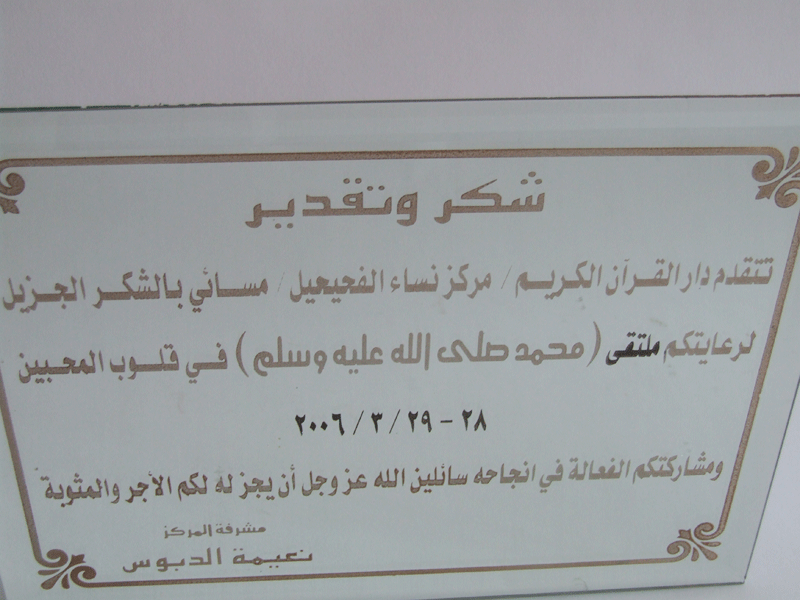 شكر وتقدير
تتقدم دار القرآن الكريم / مركز نساء الفحيحيل / مسائي بالشكر الجزيل
لرعايتكم ملتقى (محمد صلى الله عليه وسلم) في قلوب المحبين
٢٨ - ٢٩ / ٣ / ٢٠٠٦
ومشاركتكم الفعالة في انجاحه سائلين الله عز وجل أن يجز له لكم الأجر والمثوبة
مشرفة المركز
نعيمة الدبوس